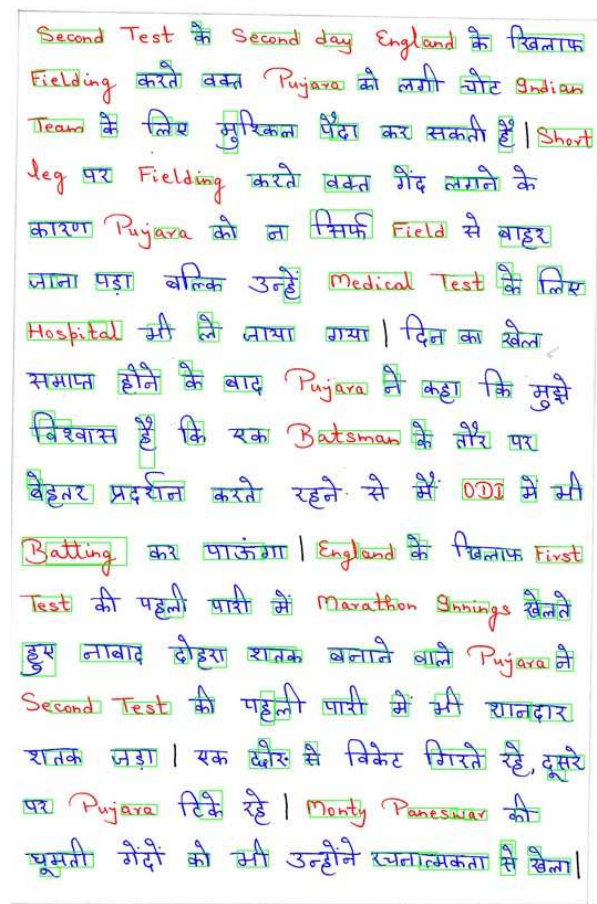 Second Test के Second day England के खिलाफ
Fielding करते वक्त Pujara को लगी चोट Indian
Team के लिए मुश्किल पैदा कर सकती है | Short
leg पर Fielding करते वक्त गेंद लगने के
कारण Pujara को न सिर्फ Field से बाहर
जाना पड़ा बल्कि उन्हें Medical Test के लिए
Hospital भी ले जाया गया | दिन का खेल
समाप्त होने के बाद Pujara ने कहा कि मुझे
विश्वास है कि एक Batsman के तौर पर
बेहतर प्रदर्शन करते रहने से मैं ODI में भी
Batting कर पाऊंगा | England के खिलाफ First
Test की पहली पारी में Marathon Innings खेलते
हुए नाबाद दोहरा शतक बनाने वाले Pujara ने
Second Test की पहली पारी में भी शानदार
शतक जड़ा | एक से विकेट गिरते रहे, दूसरे
पर Pujara टिके रहे | Monty Paneswar की
घूमती गेंदों को भी उन्होंने रचनात्मकता से खेला |